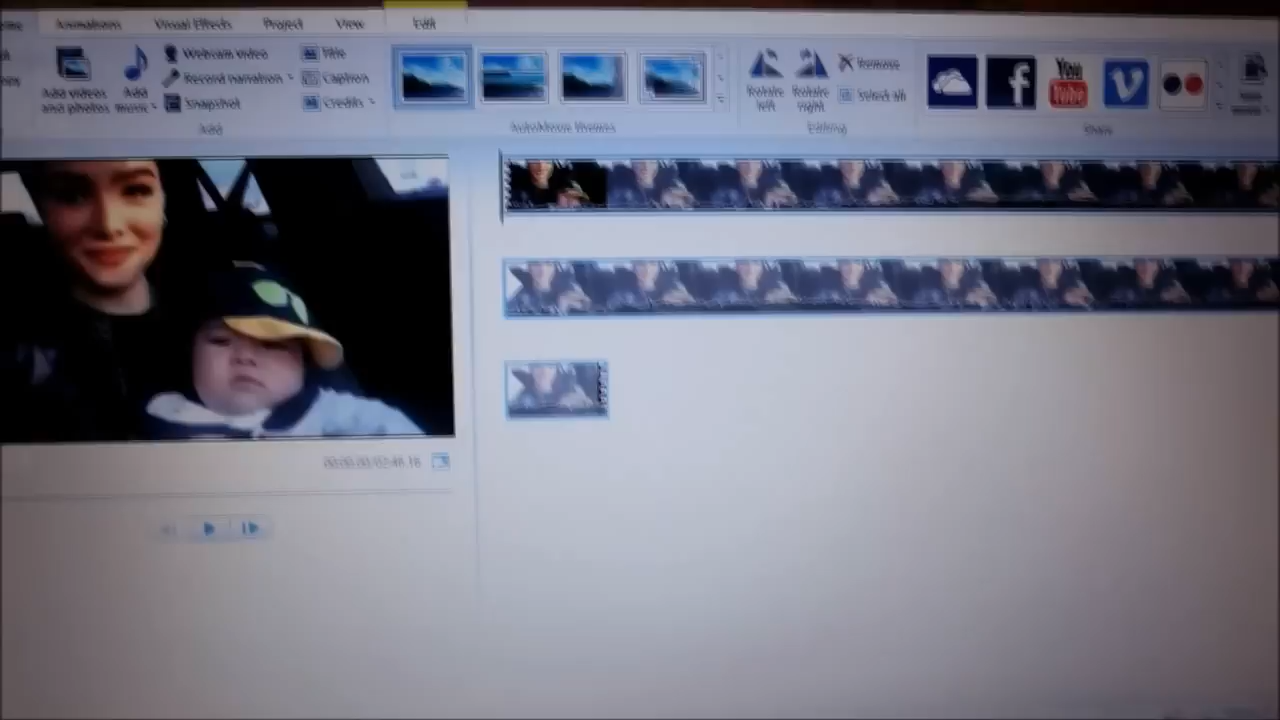 Animations Visual Effects Project View Edit
Add videos and photos
Add music
Webcam video
Record narration
Snapshot
Title
Caption
Credits
Add
AutoMovie themes
Rotate left
Rotate right
Remove
Select all
Editing
f
You Tube
V
Share